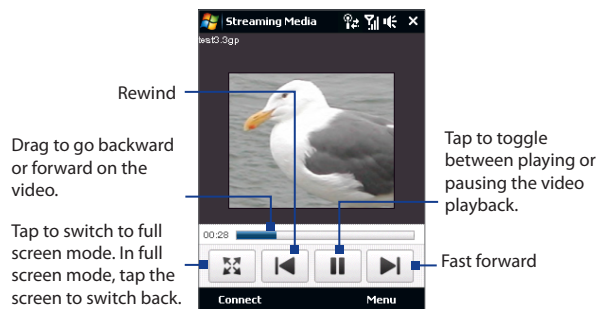 Streaming Media
test3.3gp
Rewind
Drag to go backward
or forward on the
video.
Tap to switch to full
screen mode. In full
screen mode, tap the
screen to switch back.
00:28
Tap to toggle
between playing or
pausing the video
playback.
Fast forward
Connect
Menu